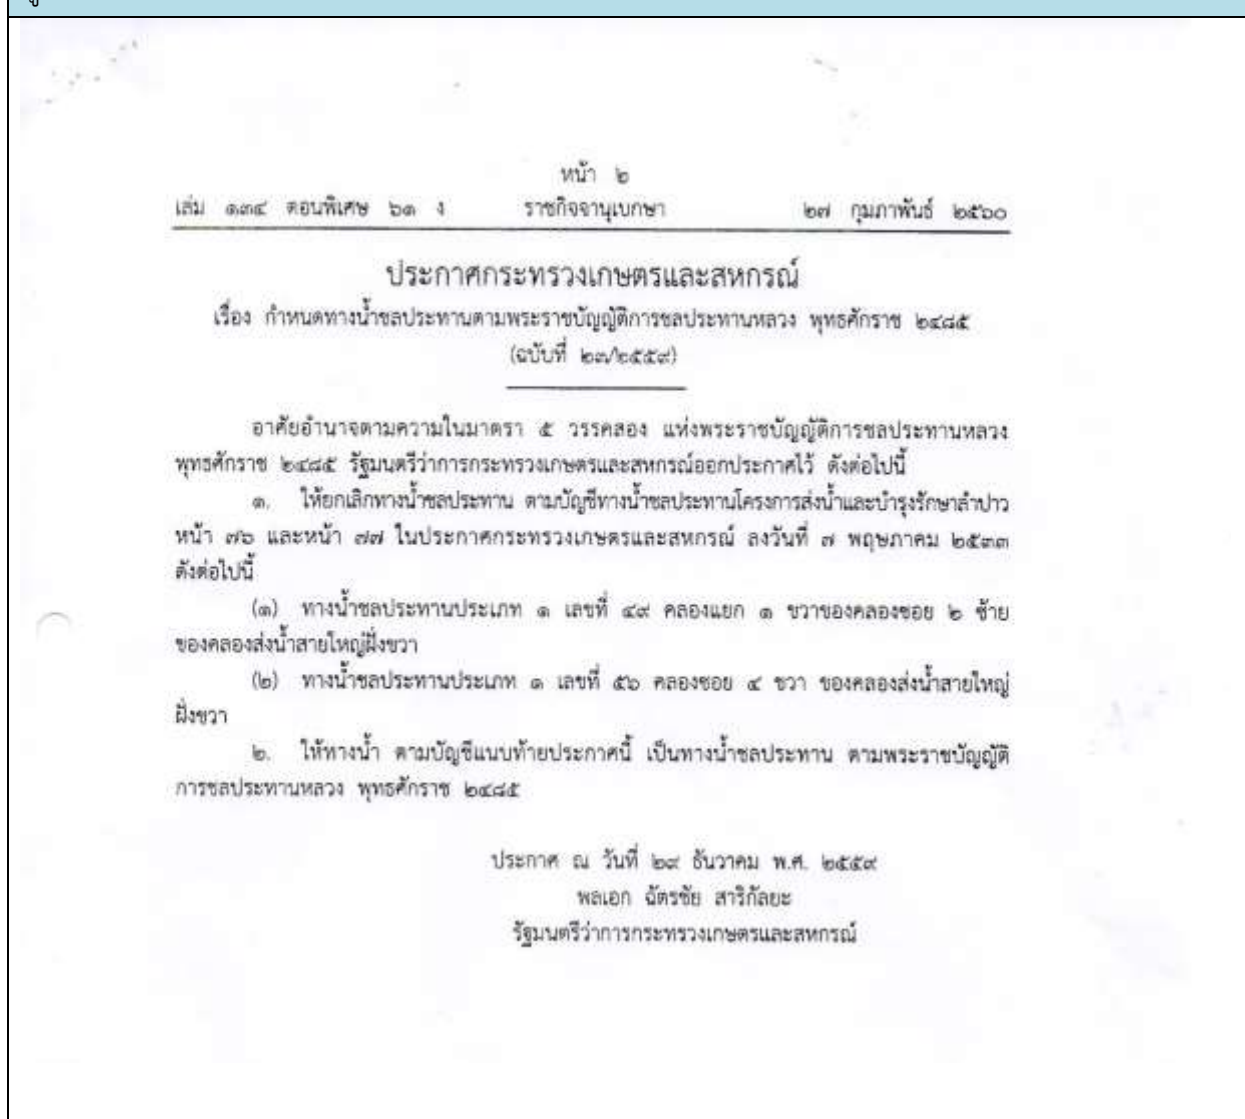 หน้า ๒
เล่ม ๑๓๔ ตอนพิเศษ ๖๑ ง ราชกิจจานุเบกษา ๒๗ กุมภาพันธ์ ๒๕๖๐
ประกาศกระทรวงเกษตรและสหกรณ์
เรื่อง กำหนดทางน้ำชลประทานตามพระราชบัญญัติการชลประทานหลวง พุทธศักราช ๒๔๘๕
(ฉบับที่ ๒๓/๒๕๕๙)
อาศัยอำนาจตามความในมาตรา ๕ วรรคสอง แห่งพระราชบัญญัติการชลประทานหลวง
พุทธศักราช ๒๔๘๕ รัฐมนตรีว่าการกระทรวงเกษตรและสหกรณ์ออกประกาศไว้ ดังต่อไปนี้
๑. ให้ยกเลิกทางน้ำชลประทาน ตามบัญชีทางน้ำชลประทานโครงการส่งน้ำและบำรุงรักษาลำปาว
หน้า ๗๖ และหน้า ๗๗ ในประกาศกระทรวงเกษตรและสหกรณ์ ลงวันที่ ๗ พฤษภาคม ๒๕๓๓
ดังต่อไปนี้
(๑) ทางน้ำชลประทานประเภท ๑ เลขที่ ๔๙ คลองแยก ๑ ขวาของคลองซอย ๒ ซ้าย
ของคลองส่งน้ำสายใหญ่ฝั่งขวา
(๒) ทางน้ำชลประทานประเภท ๑ เลขที่ ๕๖ คลองซอย ๔ ขวา ของคลองส่งน้ำสายใหญ่
ฝั่งขวา
๒. ให้ทางน้ำ ตามบัญชีแนบท้ายประกาศนี้ เป็นทางน้ำชลประทาน ตามพระราชบัญญัติ
การชลประทานหลวง พุทธศักราช ๒๔๘๕
ประกาศ ณ วันที่ ๒๙ ธันวาคม พ.ศ. ๒๕๕๙
พลเอก ฉัตรชัย สาริกัลยะ
รัฐมนตรีว่าการกระทรวงเกษตรและสหกรณ์